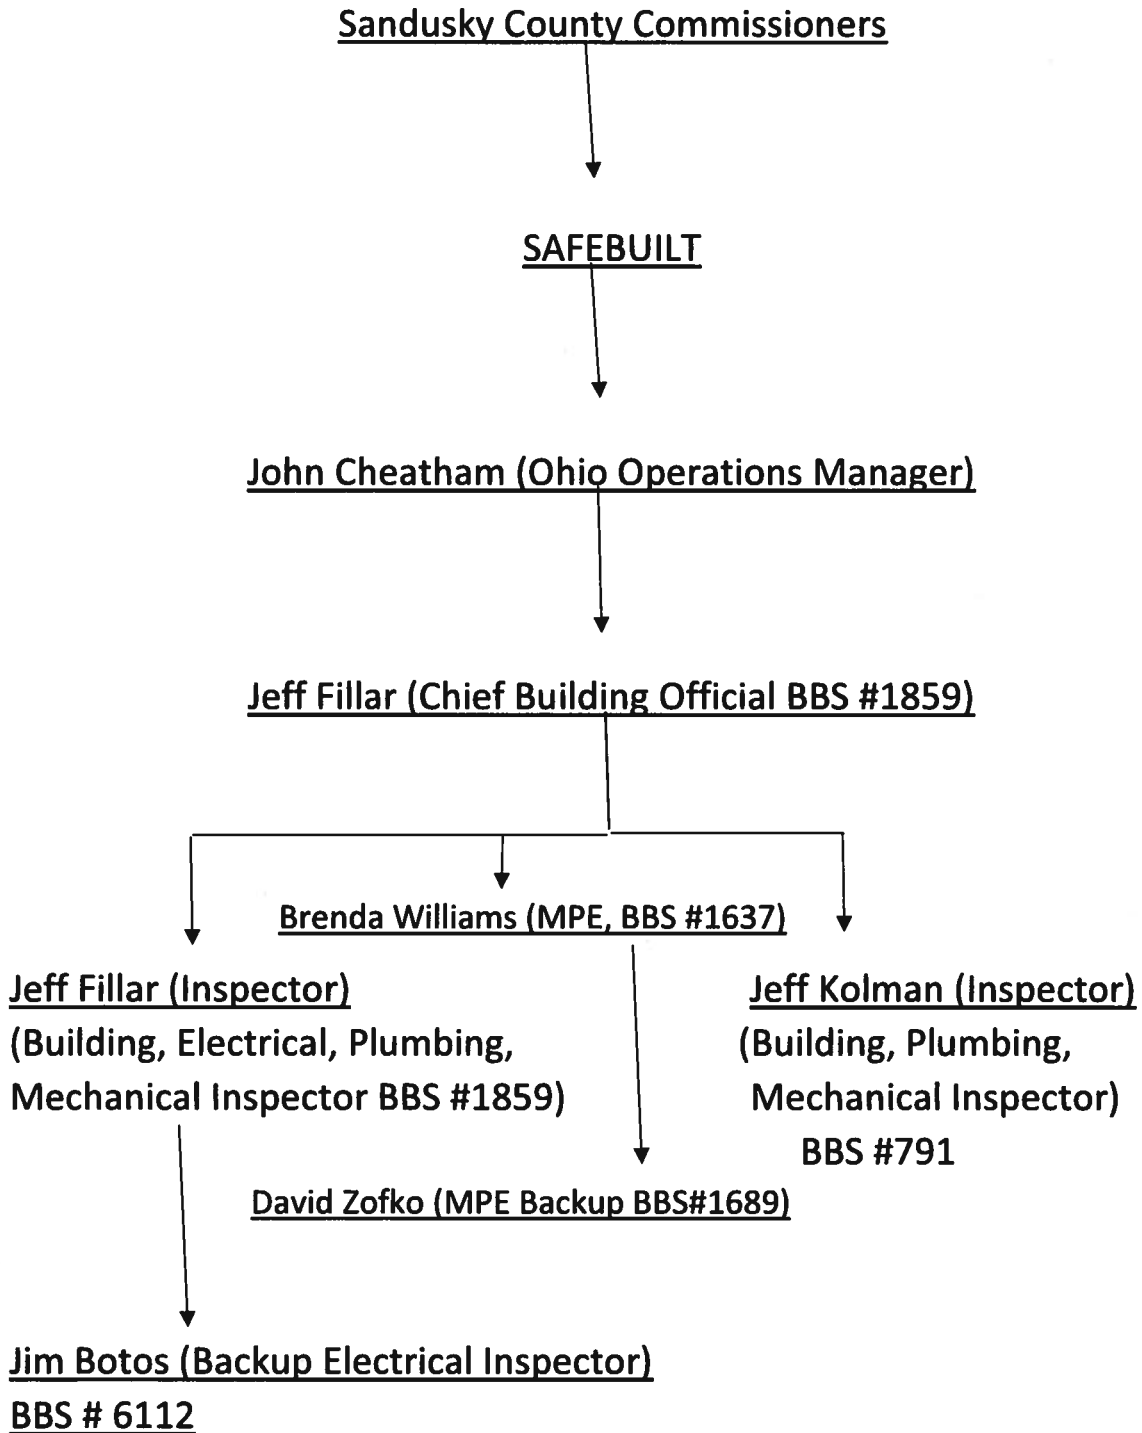 Sandusky County Commissioners
SAFEBUILT
John Cheatham (Ohio Operations Manager)
Jeff Fillar (Chief Building Official BBS #1859)
Brenda Williams (MPE, BBS #1637)
Jeff Fillar (Inspector)
(Building, Electrical, Plumbing,
Mechanical Inspector BBS #1859)
Jeff Kolman (Inspector)
(Building, Plumbing,
Mechanical Inspector)
BBS #791
David Zofko (MPE Backup BBS#1689)
Jim Botos (Backup Electrical Inspector)
BBS # 6112